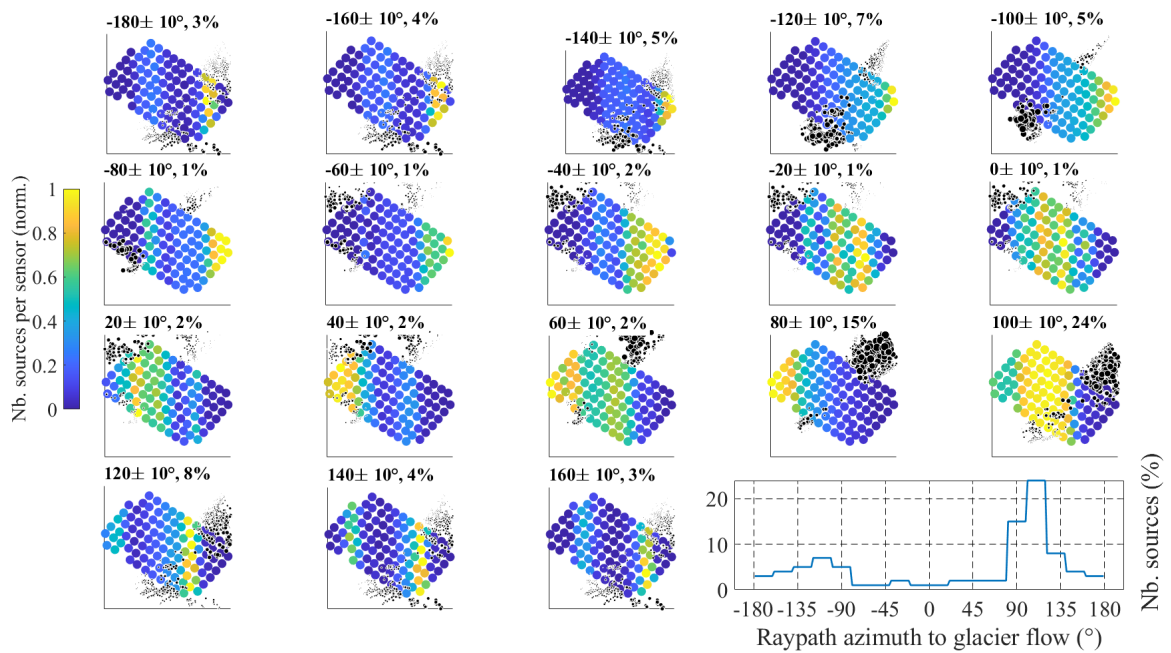 -180± 10°, 3%
-160± 10°, 4%
-140± 10°, 5%
-120± 10°, 7%
-100± 10°, 5%
-80± 10°, 1%
-60± 10°, 1%
-40± 10°, 2%
-20± 10°, 1%
0± 10°, 1%
Nb. sources per sensor (norm.)
1
0.8
0.6
0.4
0.2
0
20± 10°, 2%
40± 10°, 2%
60± 10°, 2%
80± 10°, 15%
100± 10°, 24%
120± 10°, 8%
140± 10°, 4%
160± 10°, 3%
Nb. sources (%)
20
10
0
-180 -135 -90 -45 0 45 90 135 180
Raypath azimuth to glacier flow (°)